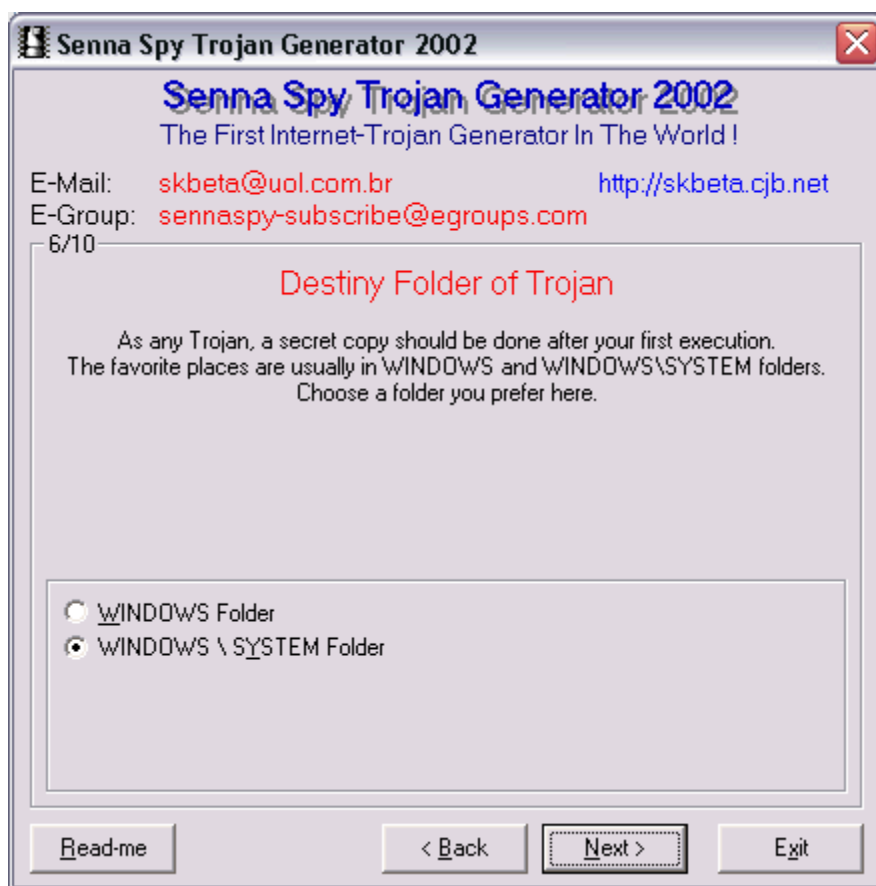 Senna Spy Trojan Generator 2002
Senna Spy Trojan Generator 2002
The First Internet-Trojan Generator In The World !
E-Mail: skbeta@uol.com.br http://skbeta.cjb.net
E-Group: sennaspy-subscribe@egroups.com
6/10
Destiny Folder of Trojan
As any Trojan, a secret copy should be done after your first execution.
The favorite places are usually in WINDOWS and WINDOWS\SYSTEM folders.
Choose a folder you prefer here.
WINDOWS Folder
WINDOWS \ SYSTEM Folder
Read-me < Back Next > Exit